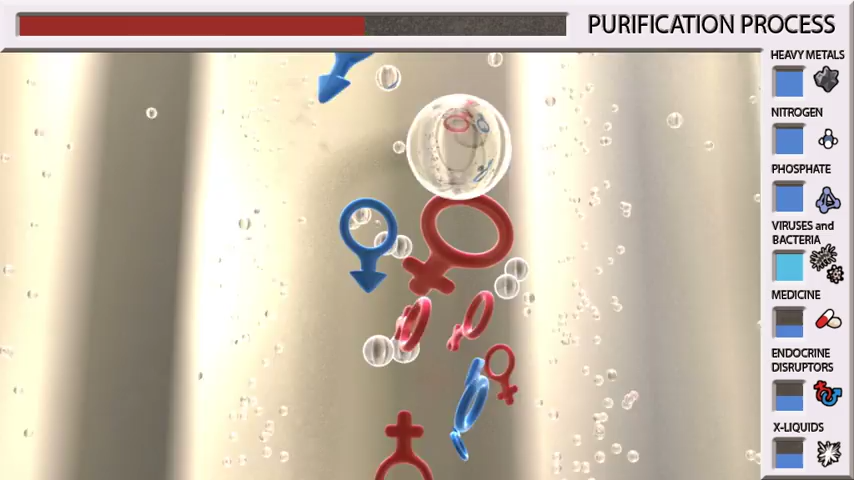 PURIFICATION PROCESS
HEAVY METALS
NITROGEN
PHOSPHATE
VIRUSES and
BACTERIA
MEDICINE
ENDOCRINE
DISRUPTORS
X-LIQUIDS